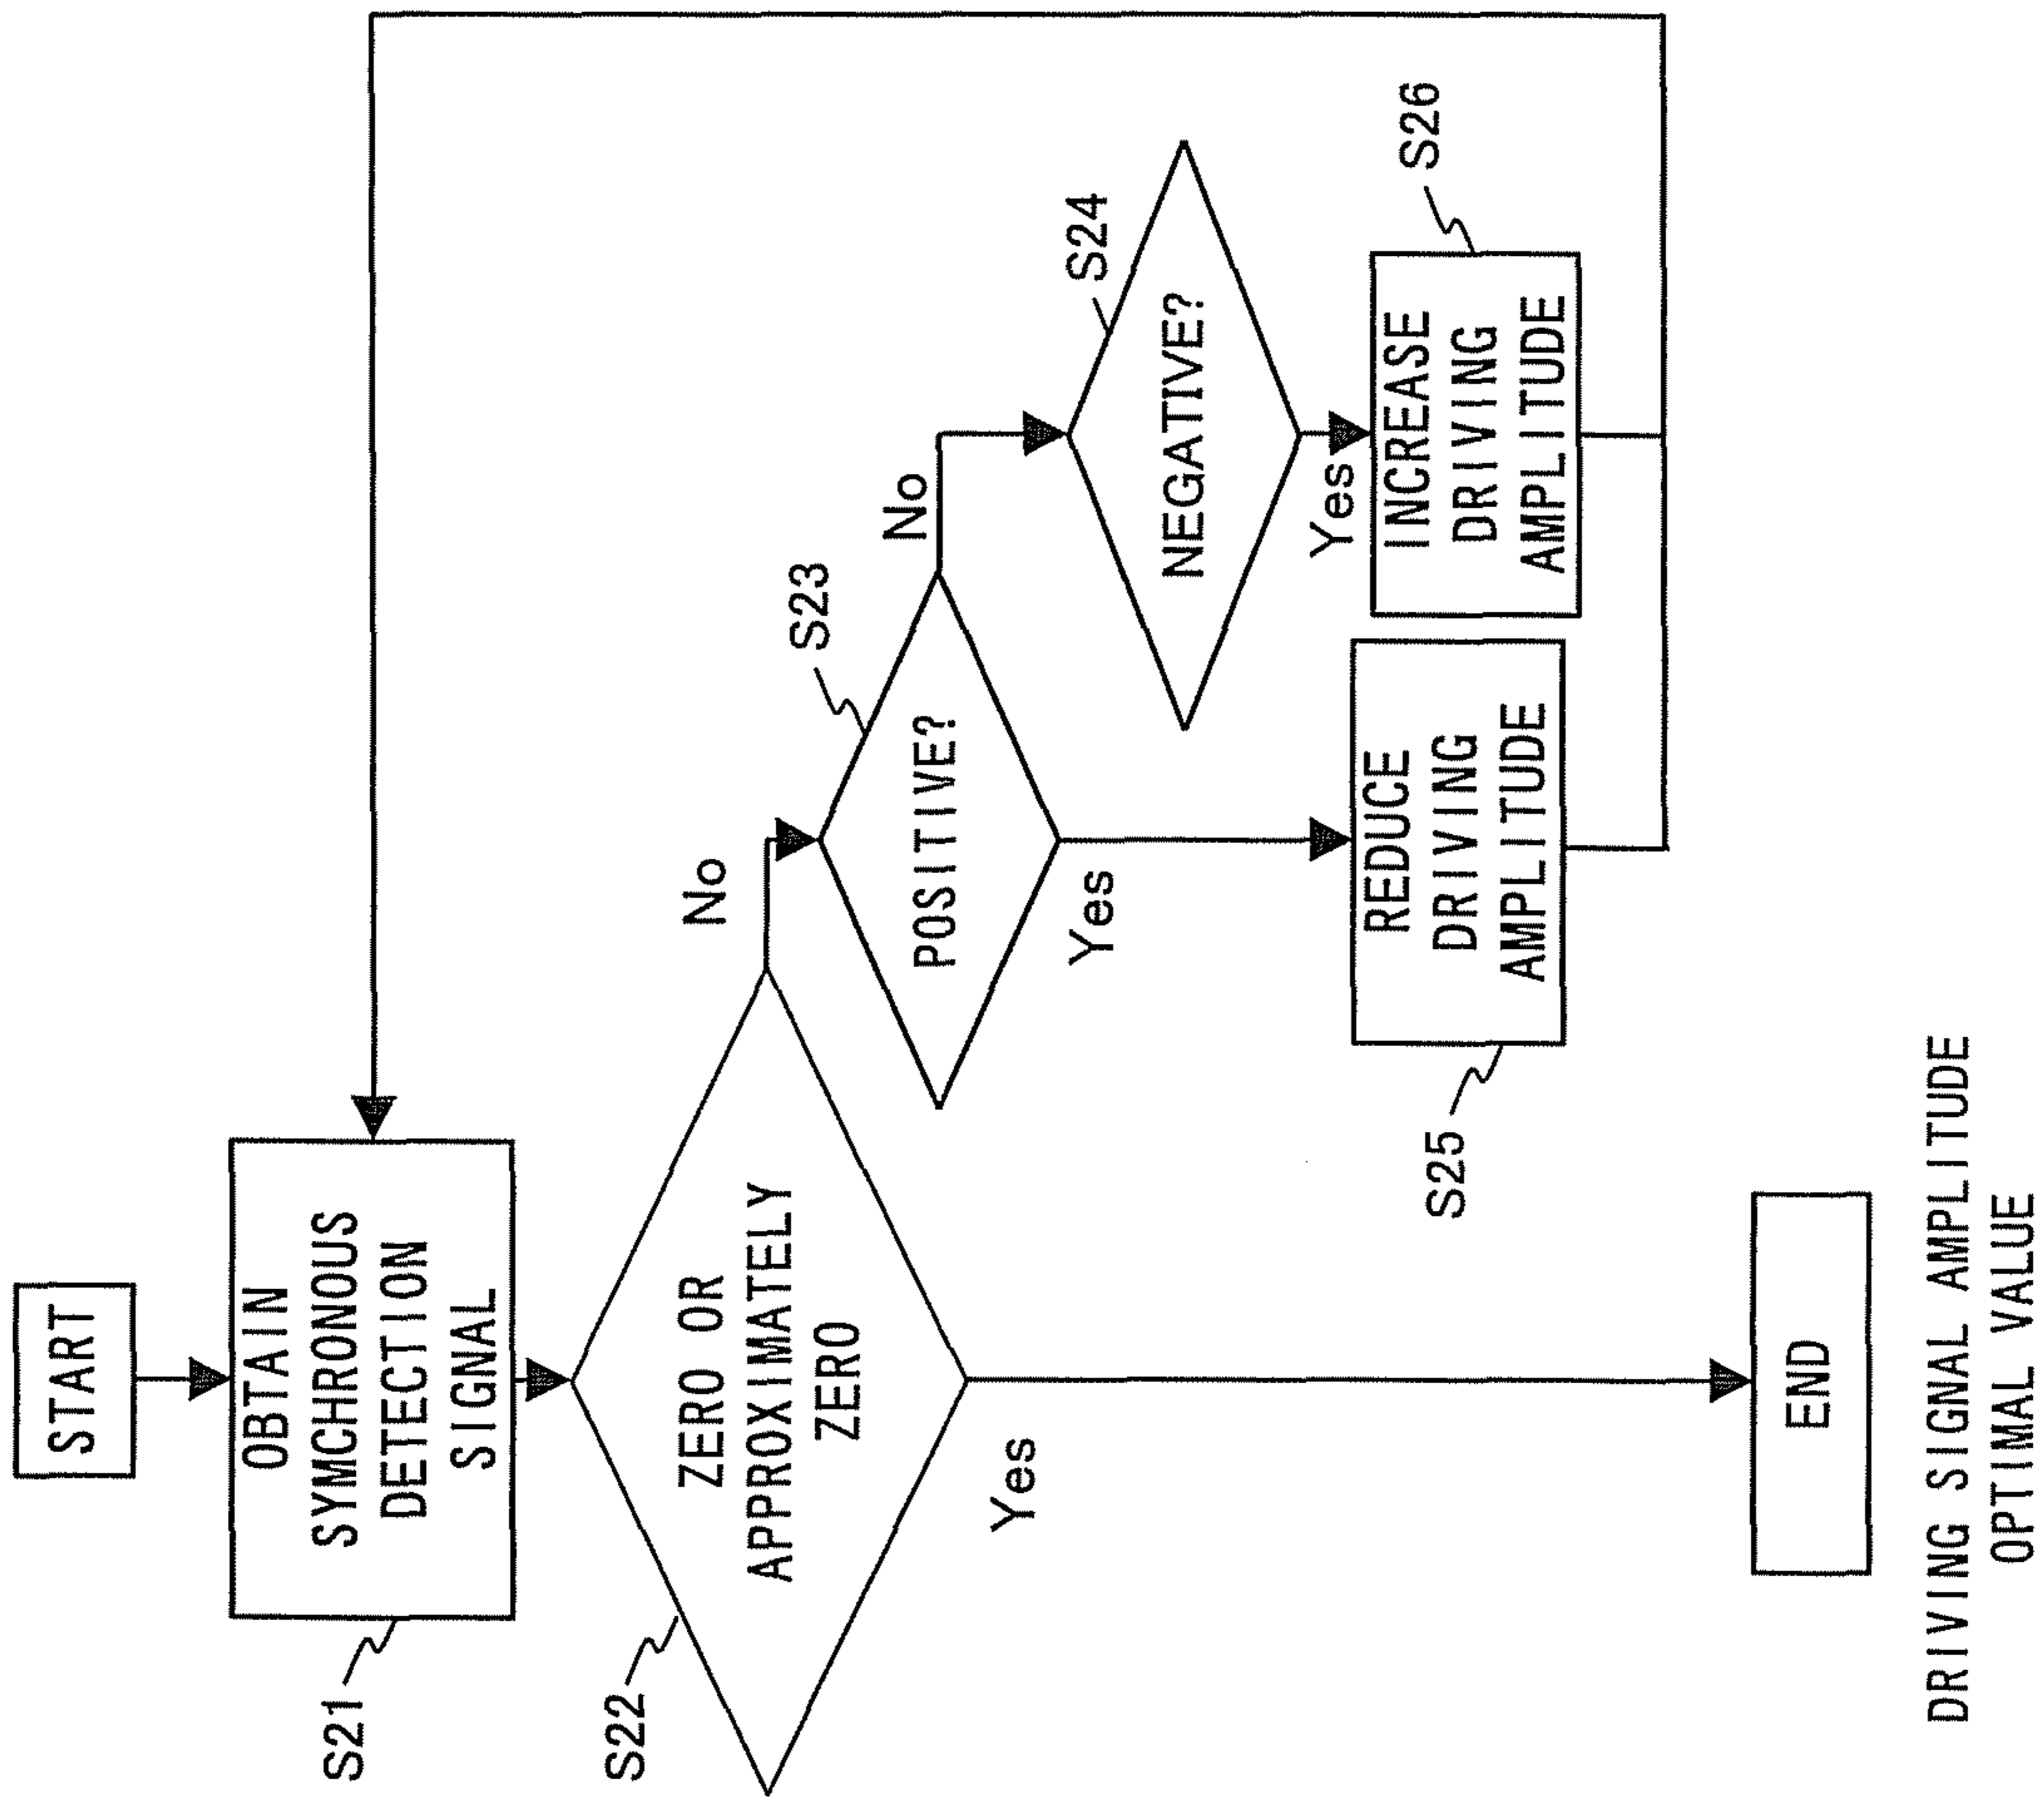 START
OBTAIN
SYMCHRONOUS
DETECTION
SIGNAL
S21
ZERO OR
APPROXIMATELY
ZERO
S22
No
Yes
POSITIVE?
S23
No
Yes
NEGATIVE?
S24
Yes
REDUCE
DRIVING
AMPLITUDE
S25
INCREASE
DRIVING
AMPLITUDE
S26
END
DRIVING SIGNAL AMPLITUDE
OPTIMAL VALUE